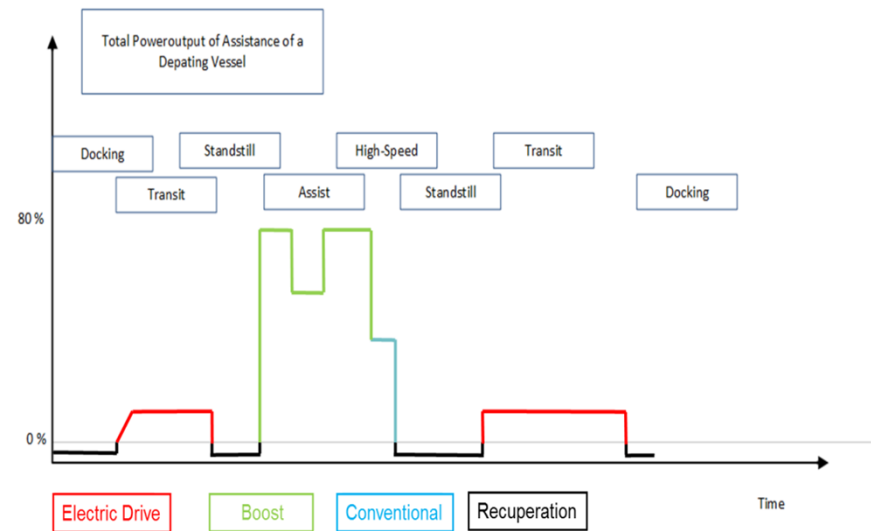 Total Poweroutput of Assistance of a
Depating Vessel
Docking
Standstill
High-Speed
Transit
Transit
Assist
Standstill
Docking
80 %
0 %
Time
Electric Drive
Boost
Conventional
Recuperation